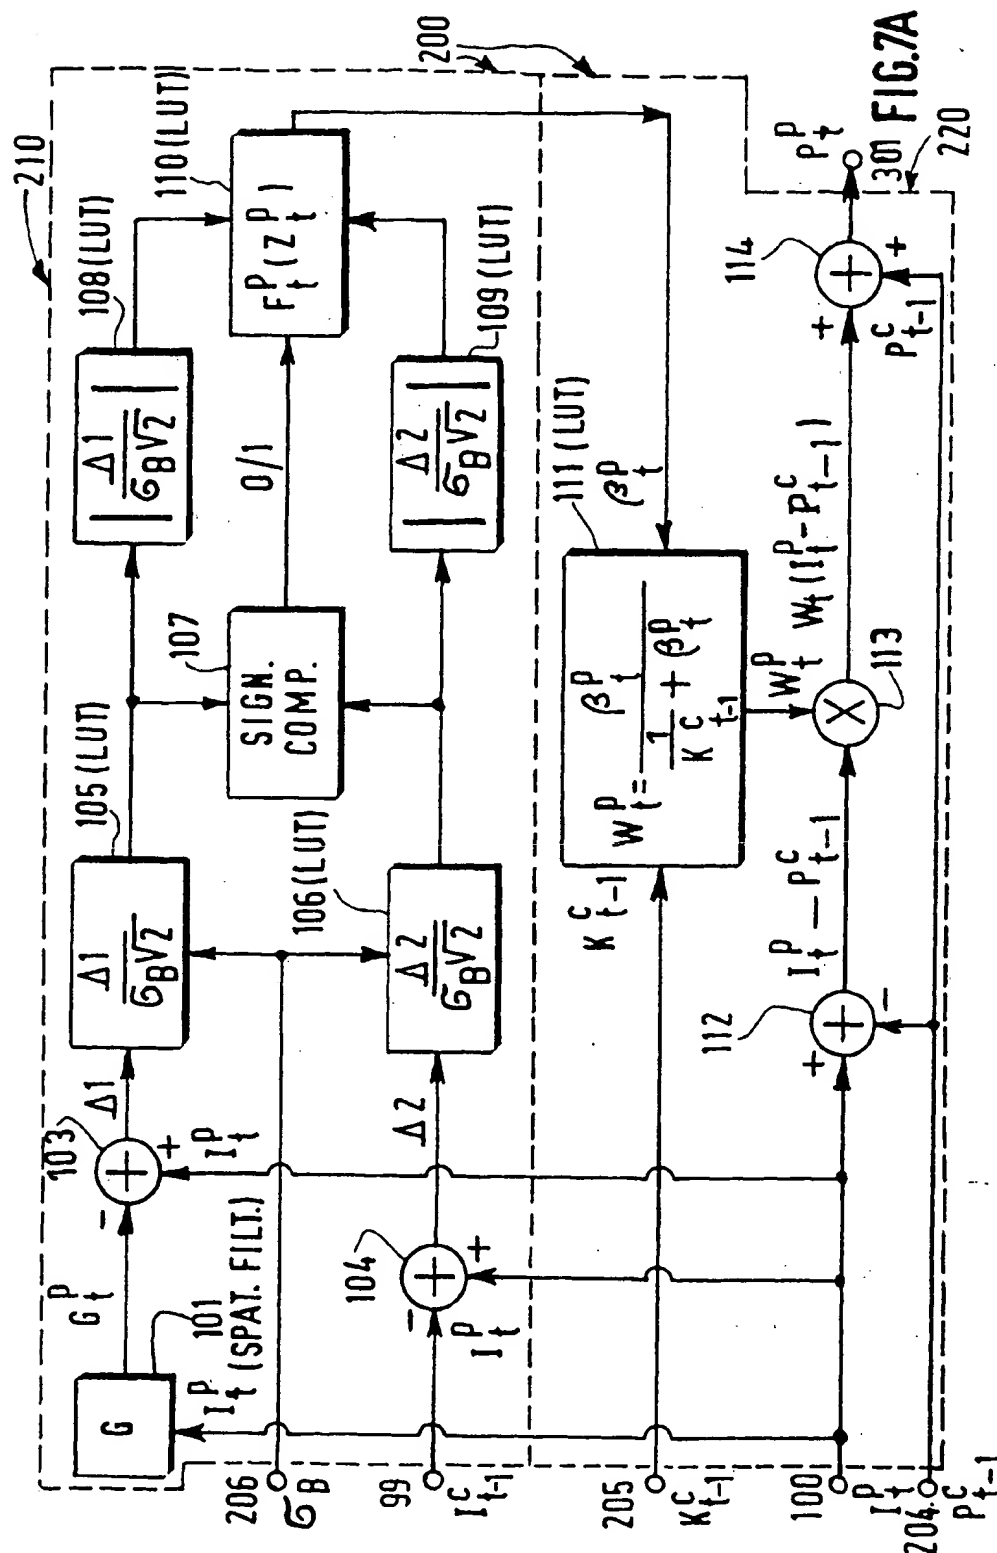 210
200
108 (LUT)
110 (LUT)
105 (LUT)
107
| Δ1 / σ_B√2 |
F_t^P ( Z_t^P )
103
Δ1
Δ1 / σ_B√2
SIGN.
COMP.
0/1
109 (LUT)
| Δ2 / σ_B√2 |
G_t^P
−
+
I_t^P
106 (LUT)
Δ2 / σ_B√2
G
101
I_t^P (SPAT. FILT.)
104
Δ2
−
+
I_t^P
206
σ_B
99
I_{t-1}^C
111 (LUT)
β_t^P
K_{t-1}^C
W_t^P = β_t^P / ( 1 / K_{t-1}^C + β_t^P )
205
K_{t-1}^C
W_t^P
112
+
−
I_t^P − P_{t-1}^C
113
W_t(I_t^P - P_{t-1}^C)
114
+
+
P_{t-1}^C
P_t^P
301
100
I_t^P
204
P_{t-1}^C
220
FIG.7A